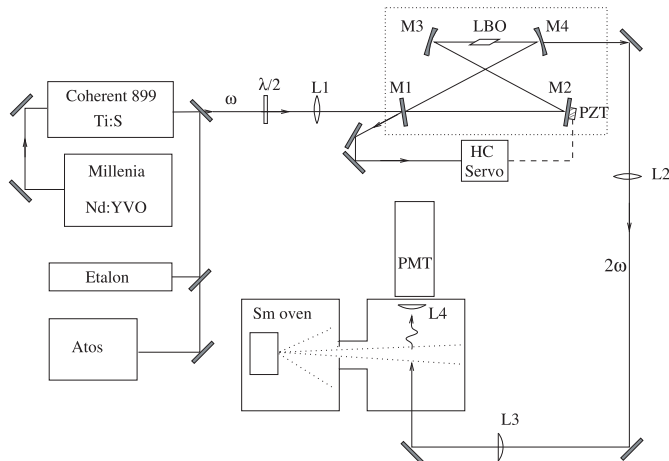 M3
LBO
M4
Coherent 899
Ti:S
ω
λ/2
L1
M1
M2
PZT
HC
Servo
Millenia
Nd:YVO
L2
Etalon
PMT
2ω
Sm oven
L4
Atos
L3